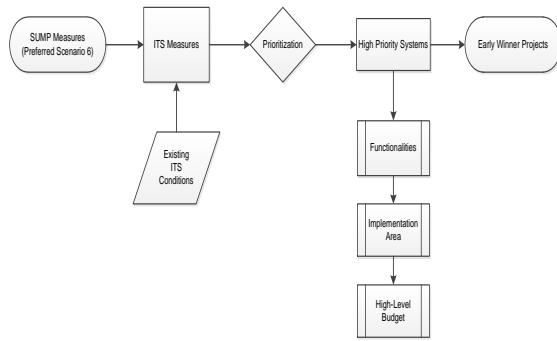 SUMP Measures
(Preferred Scenario 6)
ITS Measures
Prioritization
High Priority Systems
Early Winner Projects
Existing
ITS
Conditions
Functionalities
Implementation
Area
High-Level
Budget